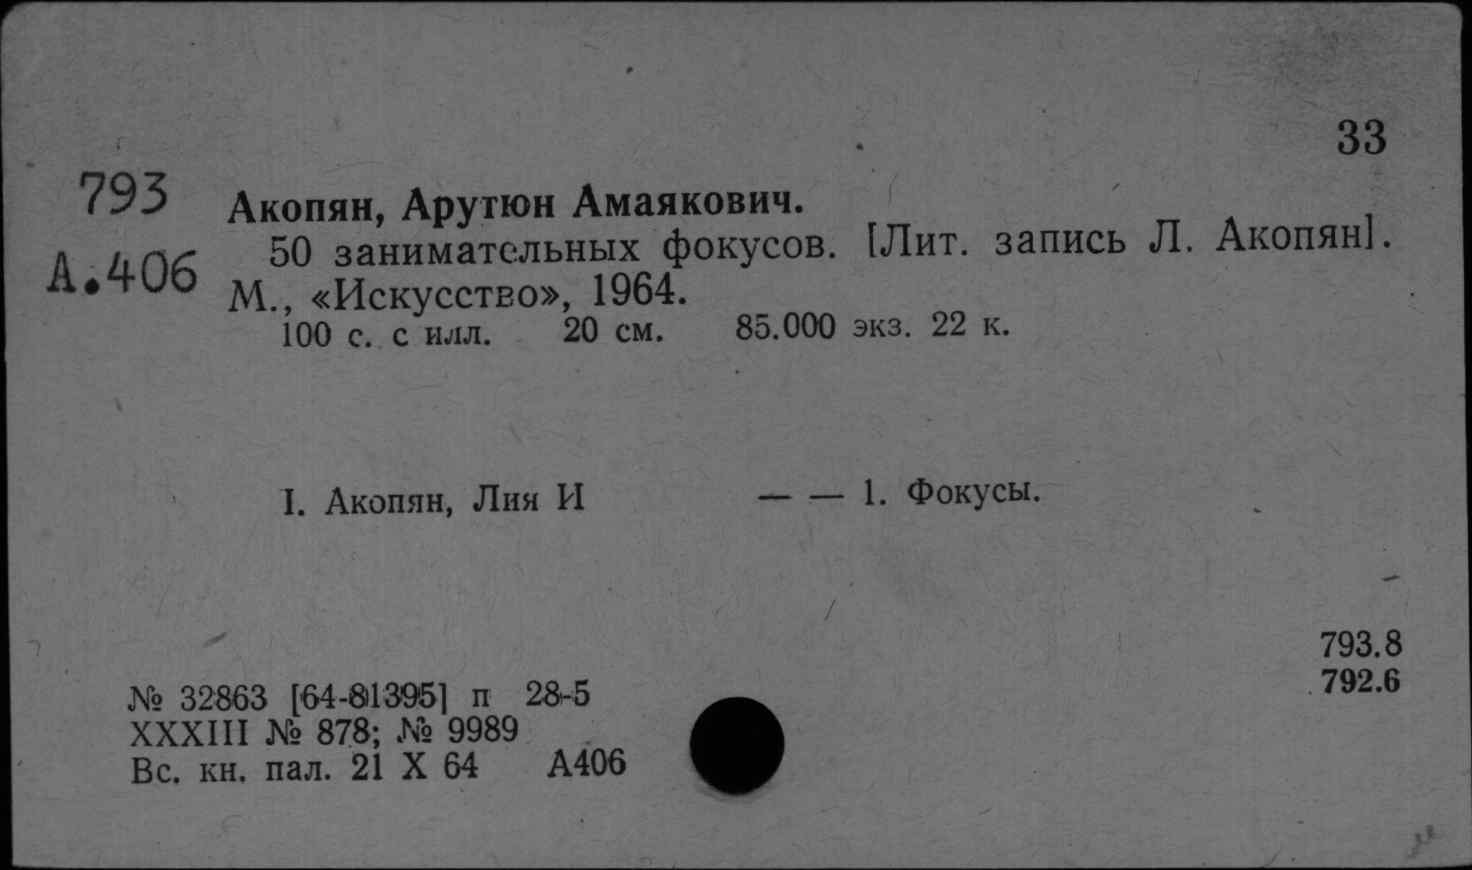 33
793
Акопян, Арутюн Амаякович.
А.406
50 занимательных фокусов. [Лит. запись Л. Акопян].
М., «Искусство», 1964.
100 с. с илл. 20 см. 85.000 экз. 22 к.
I. Акопян, Лия И — — 1. Фокусы.
793.8
792.6
№ 32863 [64-81395] п 28-5
XXXIII № 878; № 9989
Вс. кн. пал. 21 X 64 А406